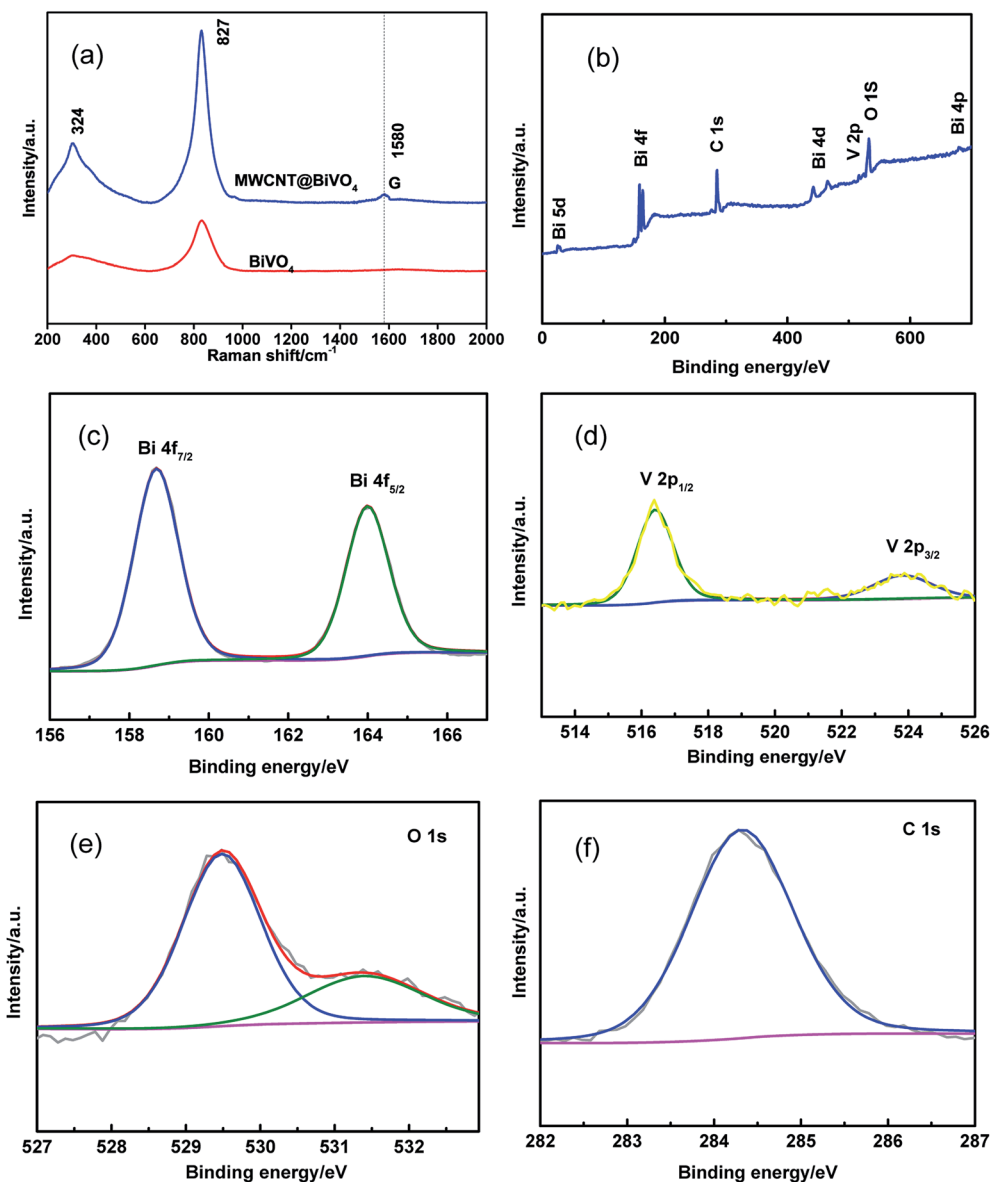 (a)
827
324
1580
MWCNT@BiVO4
G
BiVO4
Intensity/a.u.
200 400 600 800 1000 1200 1400 1600 1800 2000
Raman shift/cm-1
(b)
Bi 5d
Bi 4f
C 1s
Bi 4d
V 2p
O 1S
Bi 4p
Intensity/a.u.
0 200 400 600
Binding energy/eV
(c)
Bi 4f7/2
Bi 4f5/2
Intensity/a.u.
156 158 160 162 164 166
Binding energy/eV
(d)
V 2p1/2
V 2p3/2
Intensity/a.u.
514 516 518 520 522 524 526
Binding energy/eV
(e)
O 1s
Intensity/a.u.
527 528 529 530 531 532
Binding energy/eV
(f)
C 1s
Intensity/a.u.
282 283 284 285 286 287
Binding energy/eV